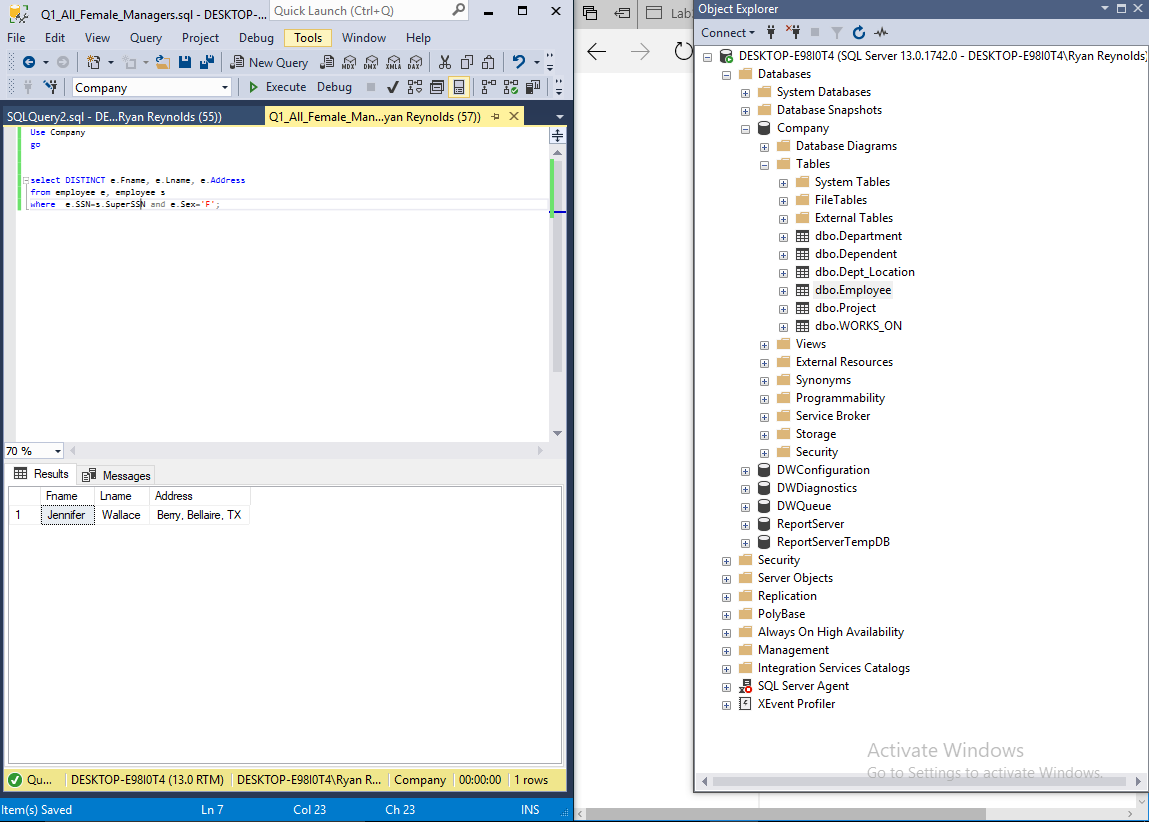 Q1_All_Female_Managers.sql - DESKTOP-...
Quick Launch (Ctrl+Q)
File Edit View Query Project Debug Tools Window Help
New Query MDX DMX XMLA DAX
Company Execute Debug
SQLQuery2.sql - DE...Ryan Reynolds (55))
Q1_All_Female_Man...yan Reynolds (57))
Use Company
go
select DISTINCT e.Fname, e.Lname, e.Address
from employee e, employee s
where e.SSN=s.SuperSSN and e.Sex='F';
70 %
Results Messages
Fname Lname Address
1 Jennifer Wallace Berry, Bellaire, TX
Qu... DESKTOP-E98I0T4 (13.0 RTM) DESKTOP-E98I0T4\Ryan R... Company 00:00:00 1 rows
Item(s) Saved Ln 7 Col 23 Ch 23 INS
Lab
Object Explorer
Connect
DESKTOP-E98I0T4 (SQL Server 13.0.1742.0 - DESKTOP-E98I0T4\Ryan Reynolds)
Databases
System Databases
Database Snapshots
Company
Database Diagrams
Tables
System Tables
FileTables
External Tables
dbo.Department
dbo.Dependent
dbo.Dept_Location
dbo.Employee
dbo.Project
dbo.WORKS_ON
Views
External Resources
Synonyms
Programmability
Service Broker
Storage
Security
DWConfiguration
DWDiagnostics
DWQueue
ReportServer
ReportServerTempDB
Security
Server Objects
Replication
PolyBase
Always On High Availability
Management
Integration Services Catalogs
SQL Server Agent
XEvent Profiler
Activate Windows
Go to Settings to activate Windows.